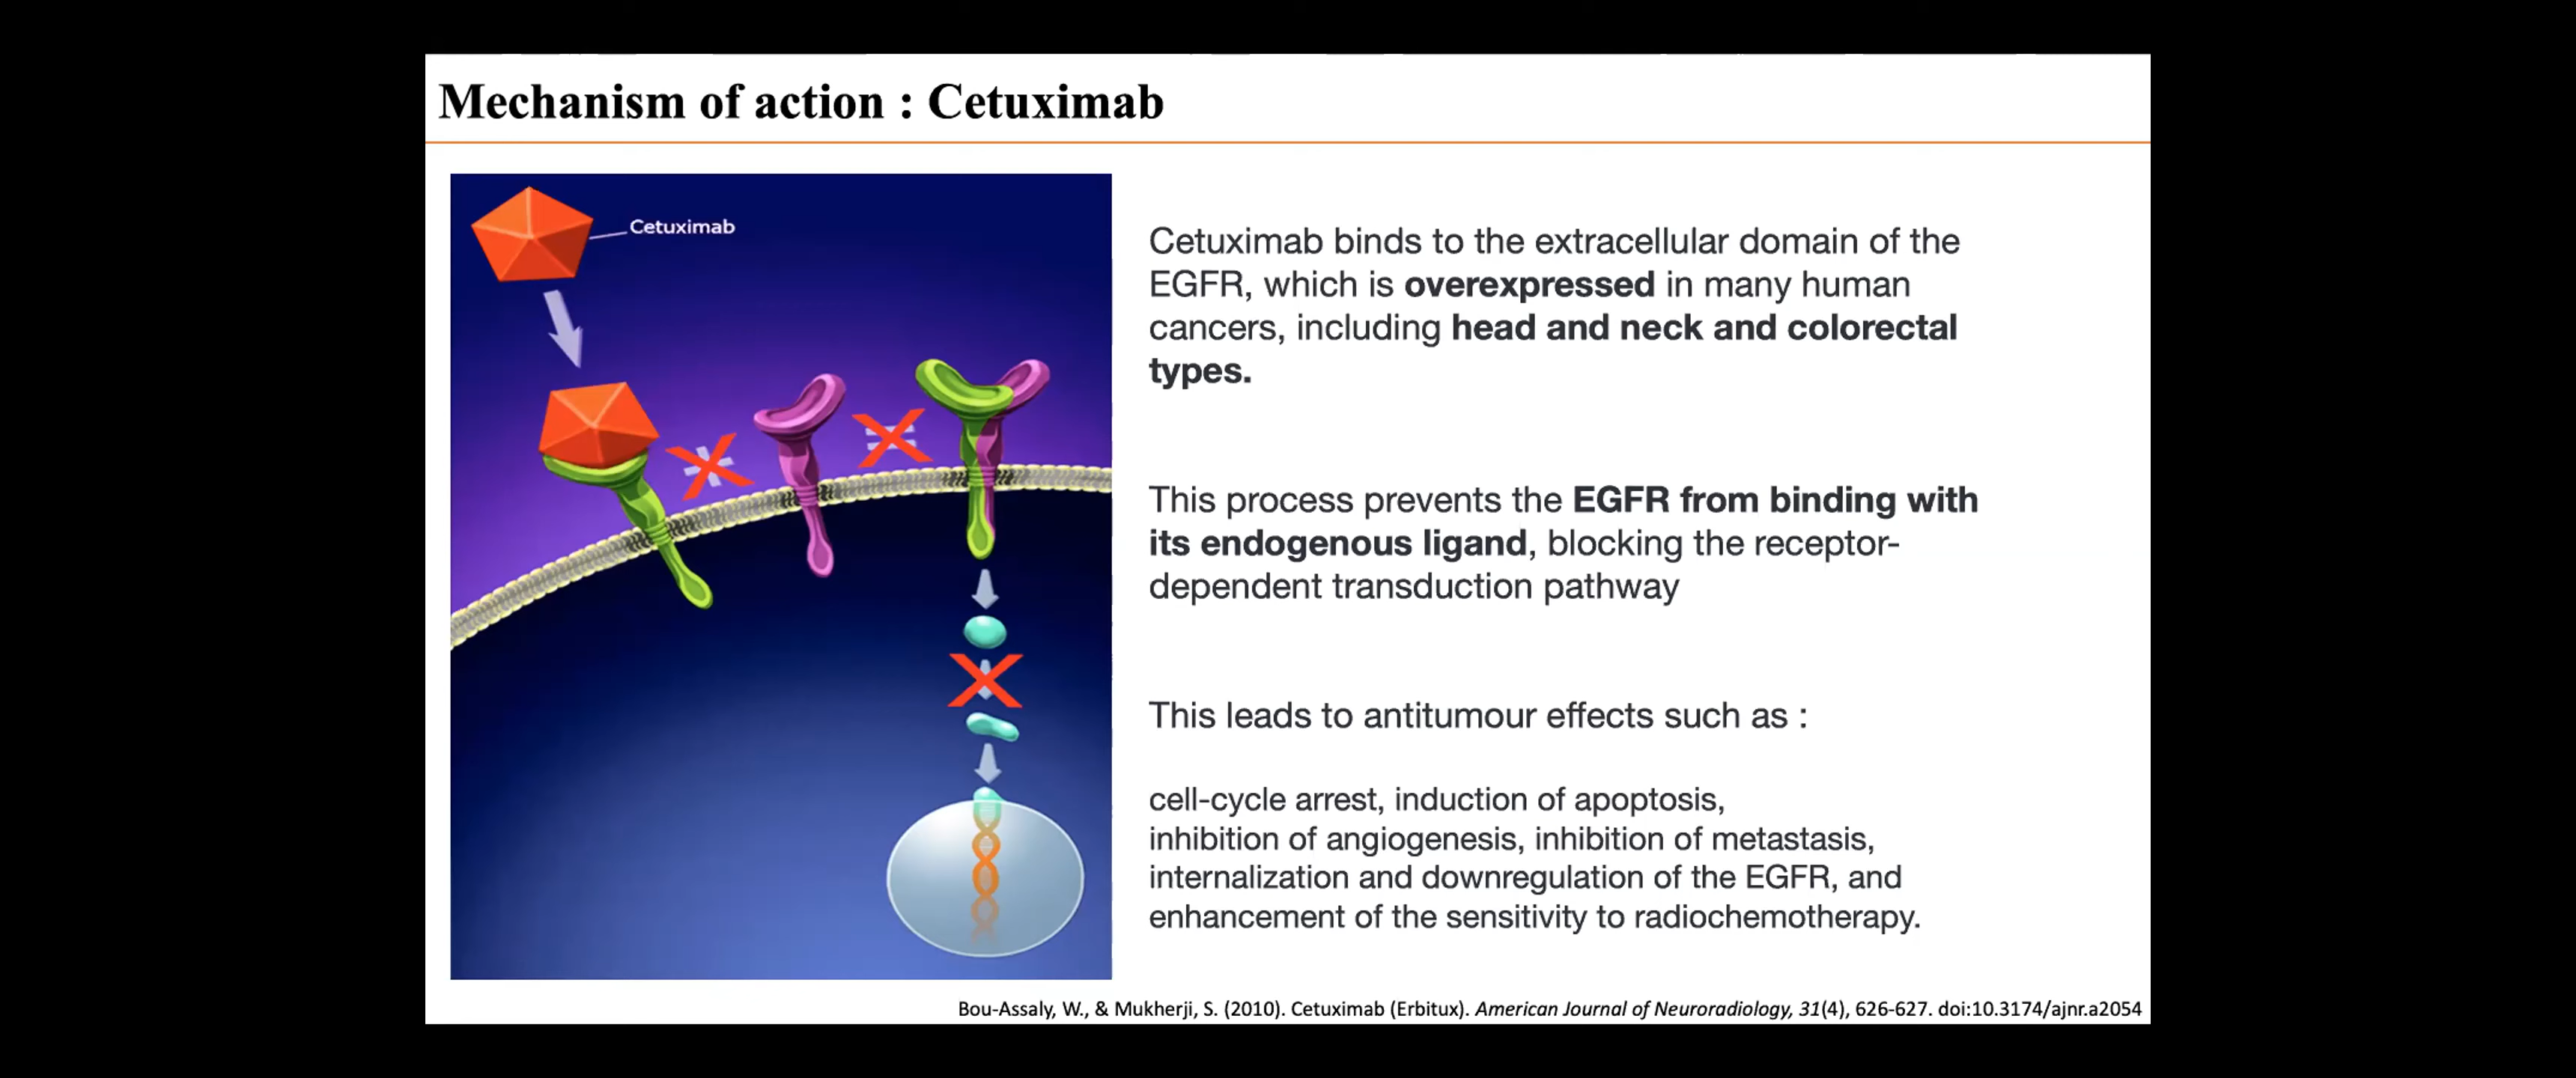 Mechanism of action : Cetuximab
Cetuximab
Cetuximab binds to the extracellular domain of the
EGFR, which is overexpressed in many human
cancers, including head and neck and colorectal
types.
This process prevents the EGFR from binding with
its endogenous ligand, blocking the receptor-
dependent transduction pathway
This leads to antitumour effects such as :
cell-cycle arrest, induction of apoptosis,
inhibition of angiogenesis, inhibition of metastasis,
internalization and downregulation of the EGFR, and
enhancement of the sensitivity to radiochemotherapy.
Bou-Assaly, W., & Mukherji, S. (2010). Cetuximab (Erbitux). American Journal of Neuroradiology, 31(4), 626-627. doi:10.3174/ajnr.a2054